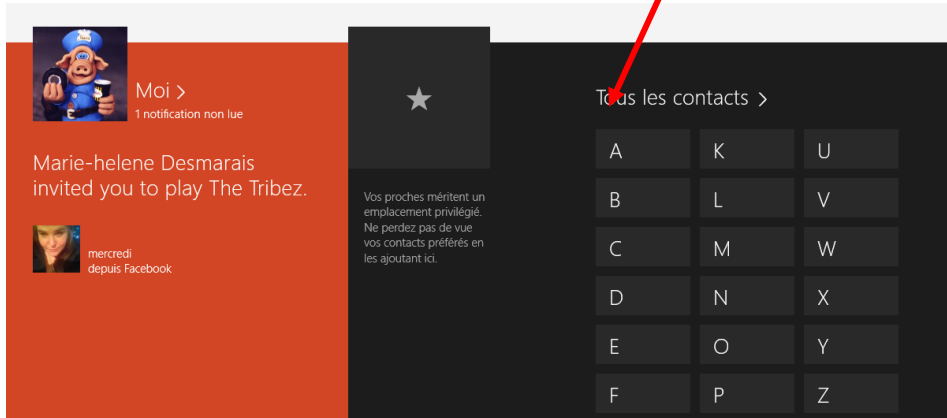 Moi >
1 notification non lue
Marie-helene Desmarais
invited you to play The Tribez.
mercredi
depuis Facebook
Vos proches méritent un
emplacement privilégié.
Ne perdez pas de vue
vos contacts préférés en
les ajoutant ici.
Tous les contacts >
A K U
B L V
C M W
D N X
E O Y
F P Z